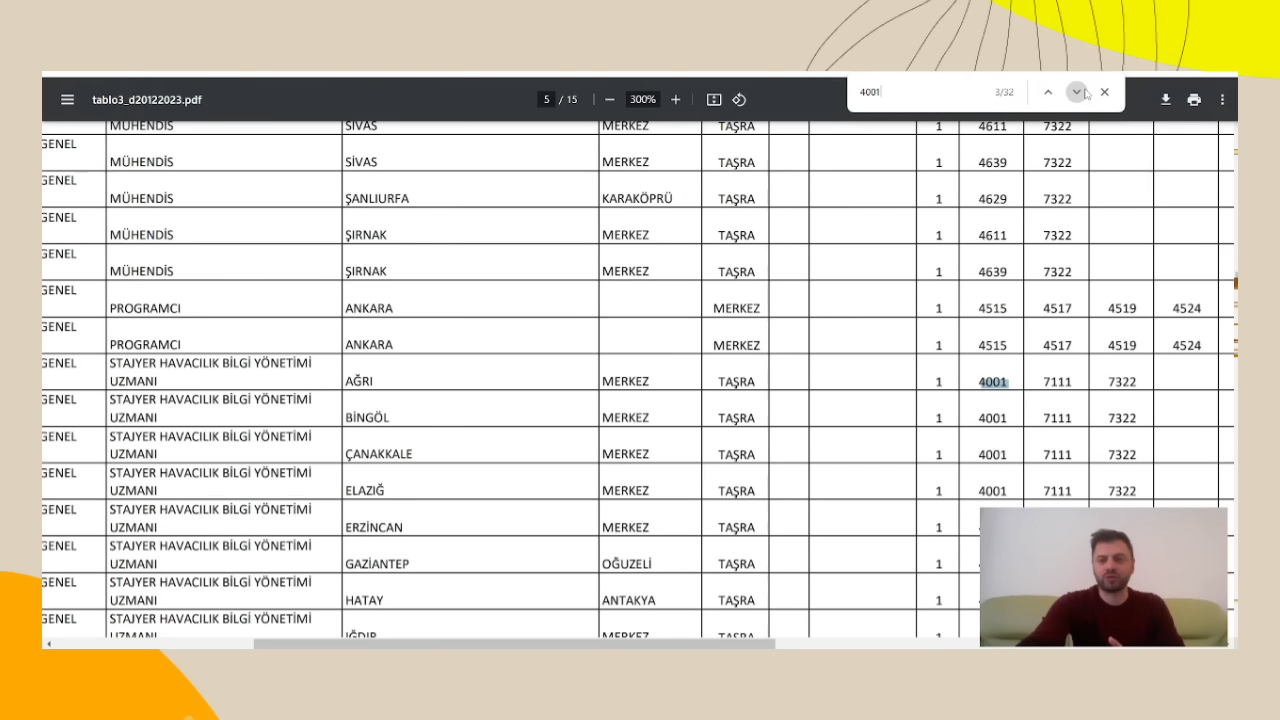 tablo3_d20122023.pdf
5 / 15
300%
4001
3/32
MÜHENDİS SİVAS MERKEZ TAŞRA 1 4611 7322
GENEL
MÜHENDİS SİVAS MERKEZ TAŞRA 1 4639 7322
GENEL
MÜHENDİS ŞANLIURFA KARAKÖPRÜ TAŞRA 1 4629 7322
GENEL
MÜHENDİS ŞIRNAK MERKEZ TAŞRA 1 4611 7322
GENEL
MÜHENDİS ŞIRNAK MERKEZ TAŞRA 1 4639 7322
GENEL
PROGRAMCI ANKARA MERKEZ 1 4515 4517 4519 4524
GENEL
PROGRAMCI ANKARA MERKEZ 1 4515 4517 4519 4524
GENEL STAJYER HAVACILIK BİLGİ YÖNETİMİ
UZMANI AĞRI MERKEZ TAŞRA 1 4001 7111 7322
GENEL STAJYER HAVACILIK BİLGİ YÖNETİMİ
UZMANI BİNGÖL MERKEZ TAŞRA 1 4001 7111 7322
GENEL STAJYER HAVACILIK BİLGİ YÖNETİMİ
UZMANI ÇANAKKALE MERKEZ TAŞRA 1 4001 7111 7322
GENEL STAJYER HAVACILIK BİLGİ YÖNETİMİ
UZMANI ELAZIĞ MERKEZ TAŞRA 1 4001 7111 7322
GENEL STAJYER HAVACILIK BİLGİ YÖNETİMİ
UZMANI ERZİNCAN MERKEZ TAŞRA 1
GENEL STAJYER HAVACILIK BİLGİ YÖNETİMİ
UZMANI GAZİANTEP OĞUZELİ TAŞRA 1
GENEL STAJYER HAVACILIK BİLGİ YÖNETİMİ
UZMANI HATAY ANTAKYA TAŞRA 1
GENEL STAJYER HAVACILIK BİLGİ YÖNETİMİ
UZMANI IĞDIR MERKEZ TAŞRA 1